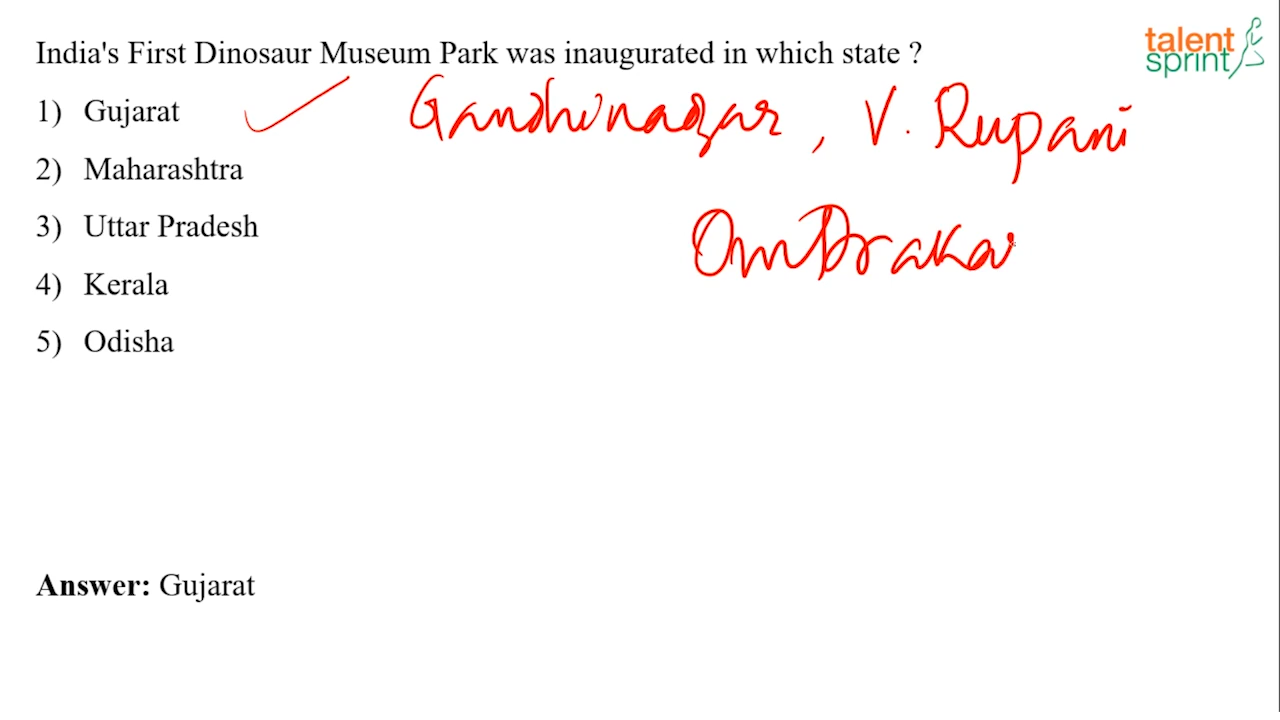 talent
sprint
India's First Dinosaur Museum Park was inaugurated in which state ?
1) Gujarat
Gandhinagar, V. Rupani
2) Maharashtra
3) Uttar Pradesh
OmPrakas
4) Kerala
5) Odisha
Answer: Gujarat